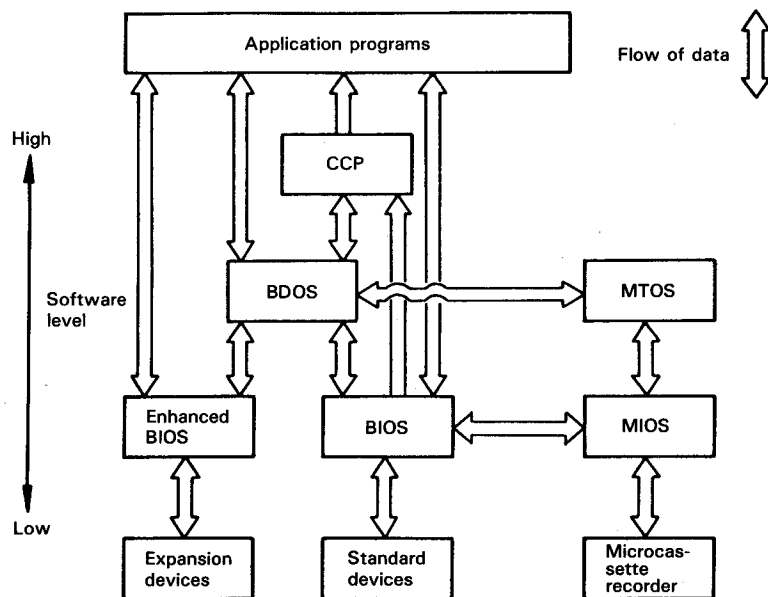 Application programs
Flow of data
High
CCP
Software
level
BDOS
MTOS
Enhanced
BIOS
BIOS
MIOS
Low
Expansion
devices
Standard
devices
Microcas-
sette
recorder